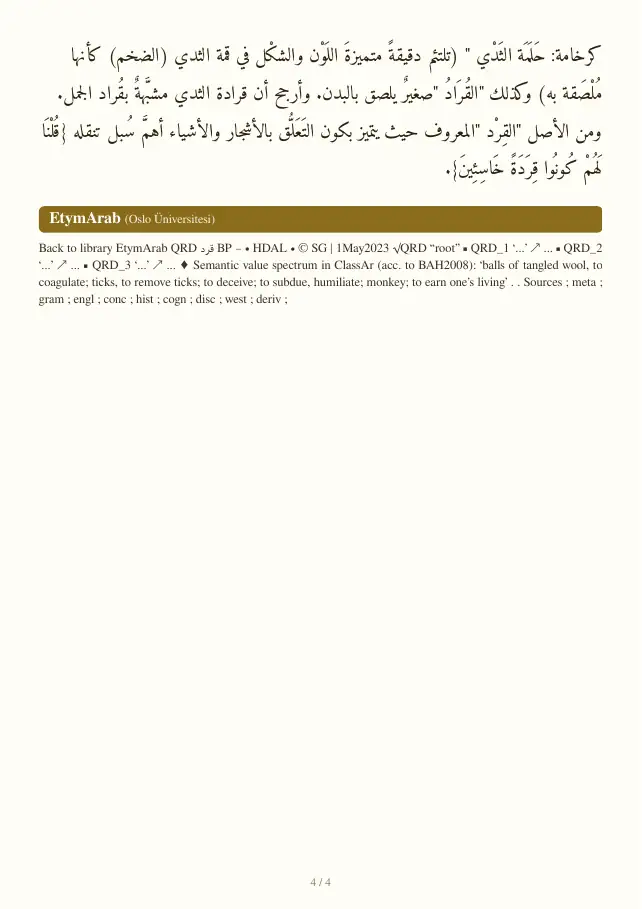 كرخامة: حَلَمَة الثَدْي " (تلتئم دقيقةً متميزةَ اللَوْن والشكْل في قمة الثدي (الضخم) كأنها
مُلْصَقة به) وكذلك "القُرَادُ "صغيرٌ يلصق بالبدن. وأرجح أن قرادة الثدي مشبَّهةٌ بقُراد الجمل.
ومن الأصل "القِرْد "المعروف حيث يتميز بكون التَعَلُّق بالأشجار والأشياء أهمَّ سُبل تنقله {قُلْنَا
لَهُمْ كُونُوا قِرَدَةً خَاسِئِينَ}.
EtymArab (Oslo Üniversitesi)
Back to library EtymArab QRD قرد BP – • HDAL • © SG | 1May2023 √QRD “root” ▪ QRD_1 ‘...’ ↗ ... ▪ QRD_2
‘...’ ↗ ... ▪ QRD_3 ‘...’ ↗ ... ♦ Semantic value spectrum in ClassAr (acc. to BAH2008): ‘balls of tangled wool, to
coagulate; ticks, to remove ticks; to deceive; to subdue, humiliate; monkey; to earn one’s living’ . . Sources ; meta ;
gram ; engl ; conc ; hist ; cogn ; disc ; west ; deriv ;
4 / 4